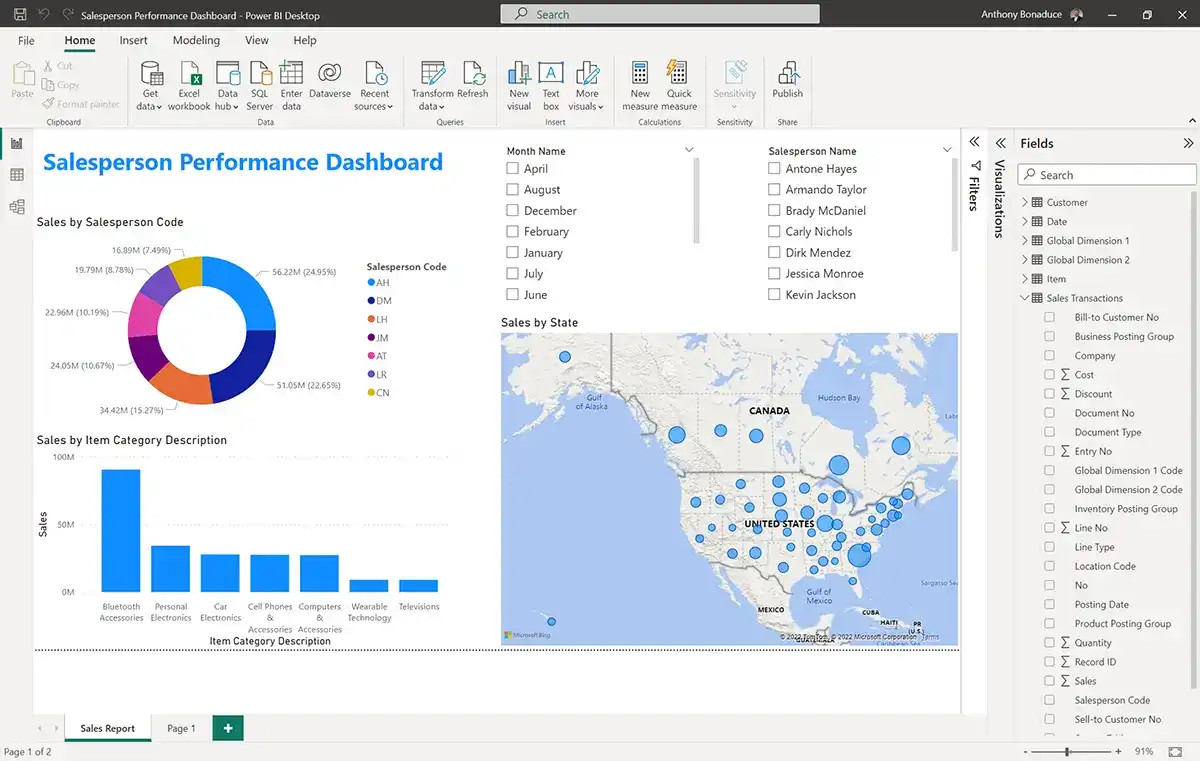 Salesperson Performance Dashboard - Power BI Desktop
Search
Anthony Bonaduce
File Home Insert Modeling View Help
Paste
Cut
Copy
Format painter
Clipboard
Get data
Excel workbook
Data hub
SQL Server
Enter data
Dataverse
Recent sources
Data
Transform data
Refresh
Queries
New visual
Text box
More visuals
Insert
New measure
Quick measure
Calculations
Sensitivity
Sensitivity
Publish
Share
Salesperson Performance Dashboard
Sales by Salesperson Code
16.89M (7.49%)
19.79M (8.78%)
56.22M (24.95%)
22.96M (10.19%)
24.05M (10.67%)
51.05M (22.65%)
34.42M (15.27%)
Salesperson Code
AH
DM
LH
JM
AT
LR
CN
Sales by Item Category Description
100M
50M
0M
Sales
Bluetooth Accessories
Personal Electronics
Car Electronics
Cell Phones & Accessories
Computers & Accessories
Wearable Technology
Televisions
Item Category Description
Month Name
April
August
December
February
January
July
June
Salesperson Name
Antone Hayes
Armando Taylor
Brady McDaniel
Carly Nichols
Dirk Mendez
Jessica Monroe
Kevin Jackson
Sales by State
Gulf of Alaska
CANADA
Hudson Bay
UNITED STATES
Gulf of Mexico
MEXICO
CUBA
HAITI
PR (U.S.)
Microsoft Bing
© 2022 TomTom, © 2022 Microsoft Corporation Terms
Filters
Visualizations
Fields
Search
Customer
Date
Global Dimension 1
Global Dimension 2
Item
Sales Transactions
Bill-to Customer No
Business Posting Group
Company
Cost
Discount
Document No
Document Type
Entry No
Global Dimension 1 Code
Global Dimension 2 Code
Inventory Posting Group
Line No
Line Type
Location Code
No
Posting Date
Product Posting Group
Quantity
Record ID
Sales
Salesperson Code
Sell-to Customer No
Sales Report
Page 1
Page 1 of 2
91%